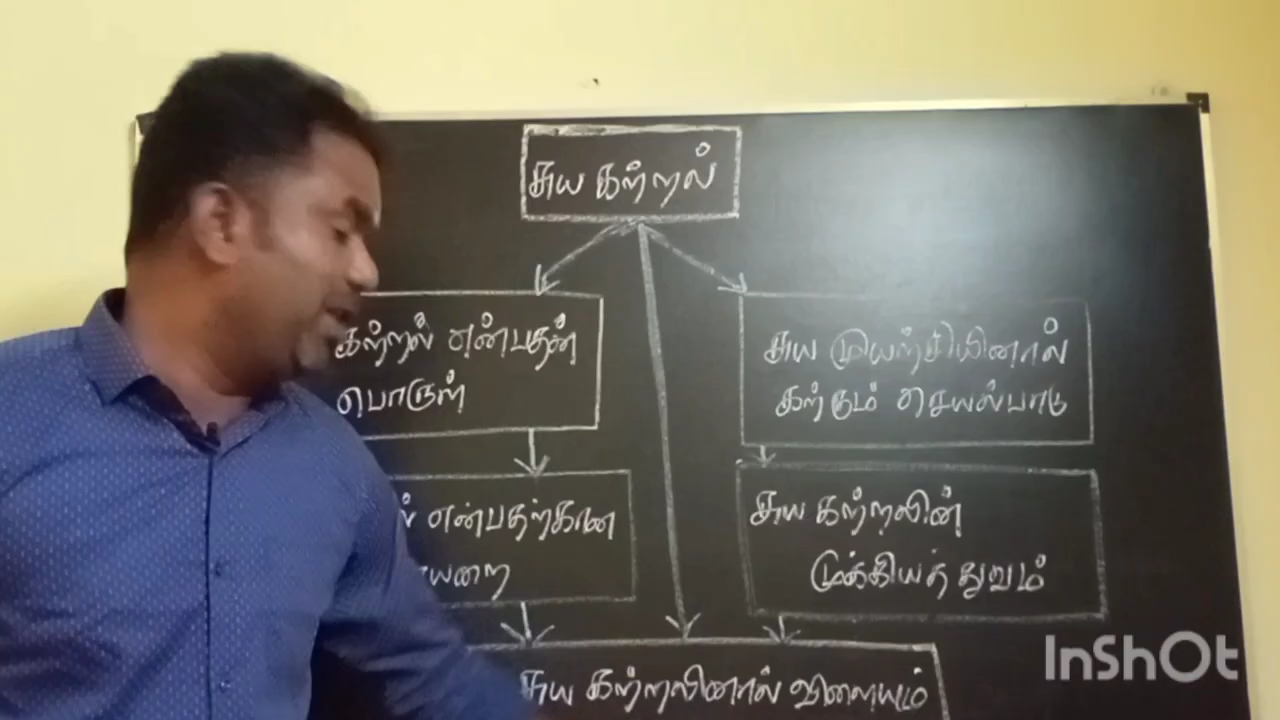 சுய கற்றல்
கற்றல் என்பதன்
பொருள்
சுய முயற்சியினால்
கற்கும் செயல்பாடு
என்பதற்கான
சுய கற்றலின்
முக்கியத்துவம்
சுய கற்றலினால் விளையும்
InShOt